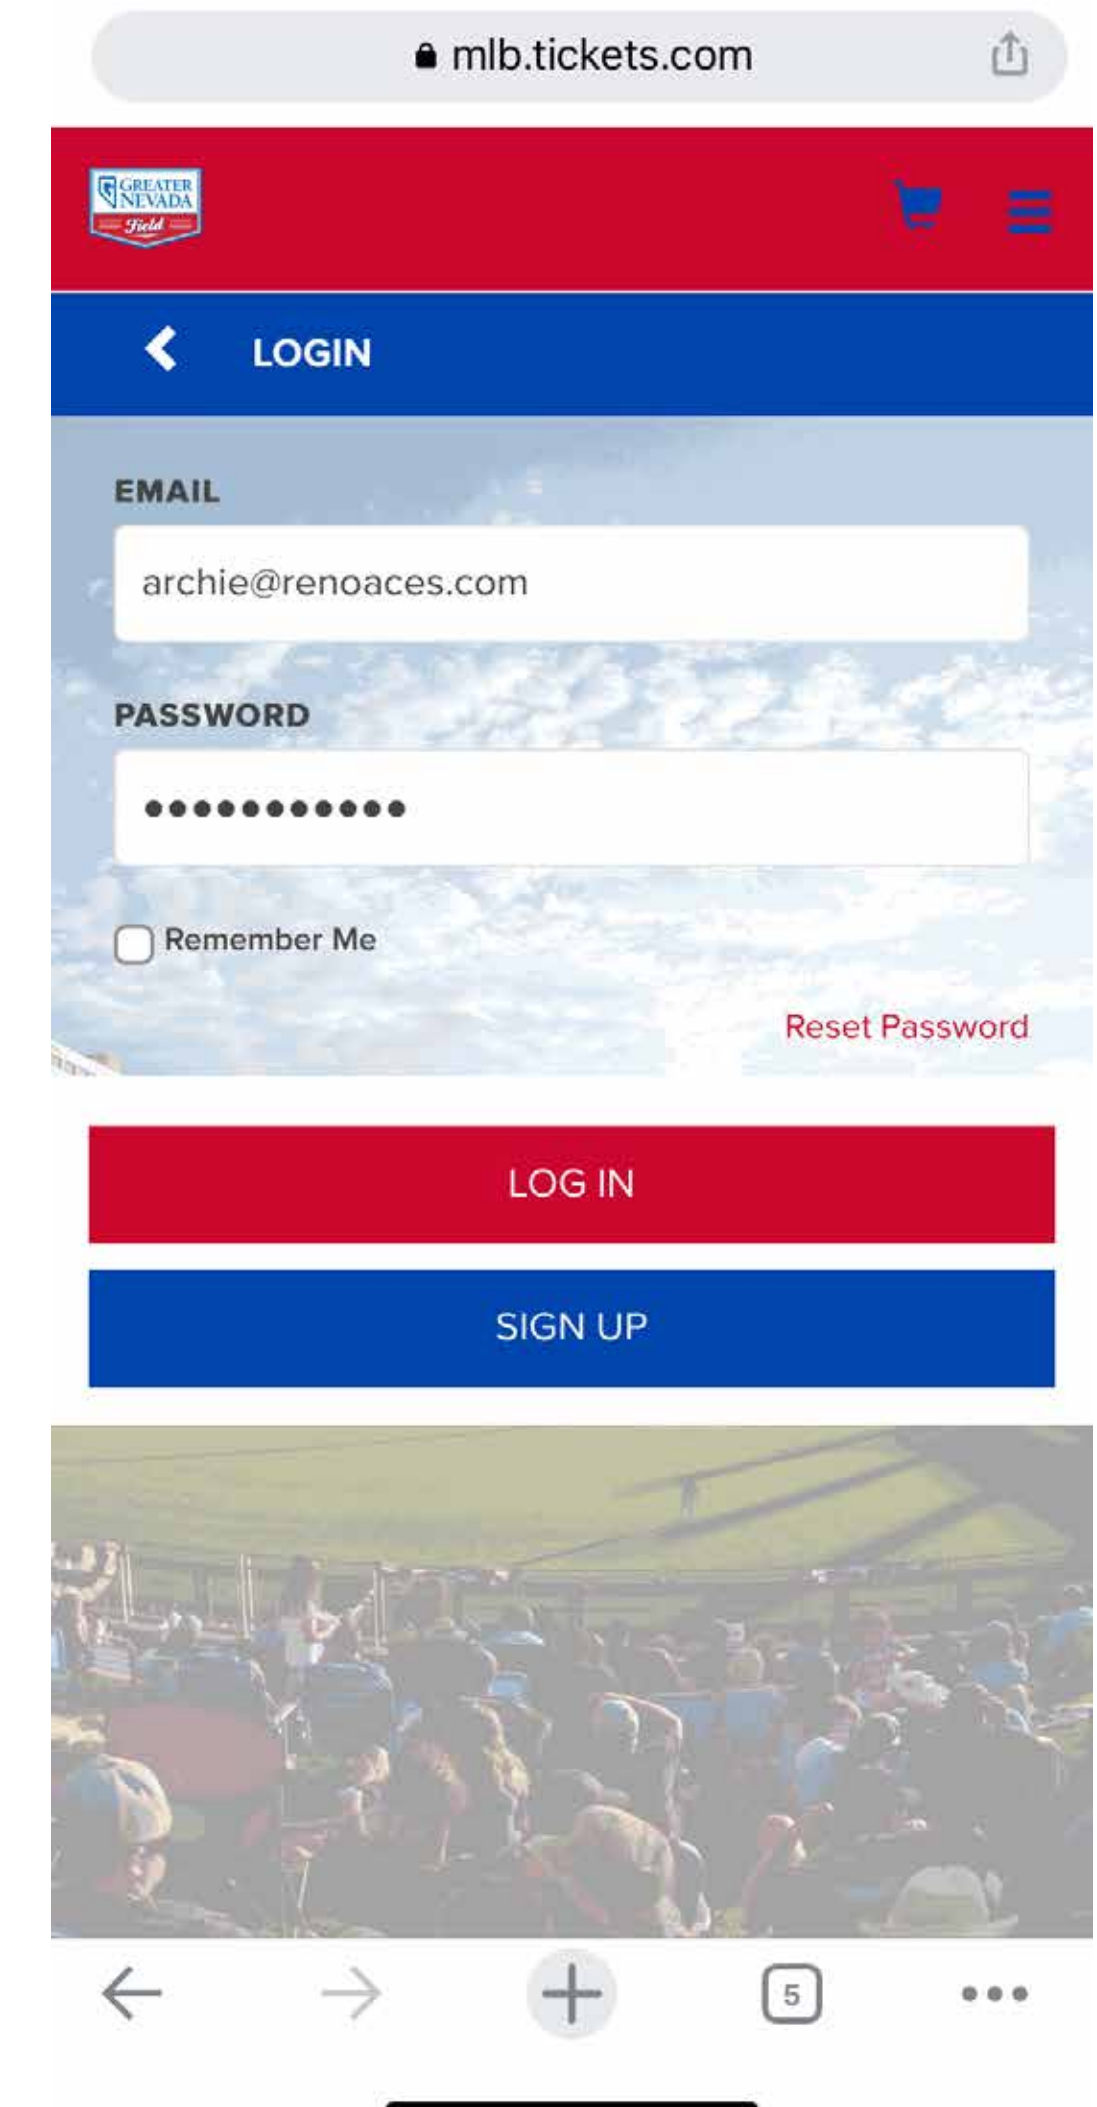 mlb.tickets.com
GREATER
NEVADA
Field
LOGIN
EMAIL
archie@renoaces.com
PASSWORD
•••••••••••
Remember Me
Reset Password
LOG IN
SIGN UP
5